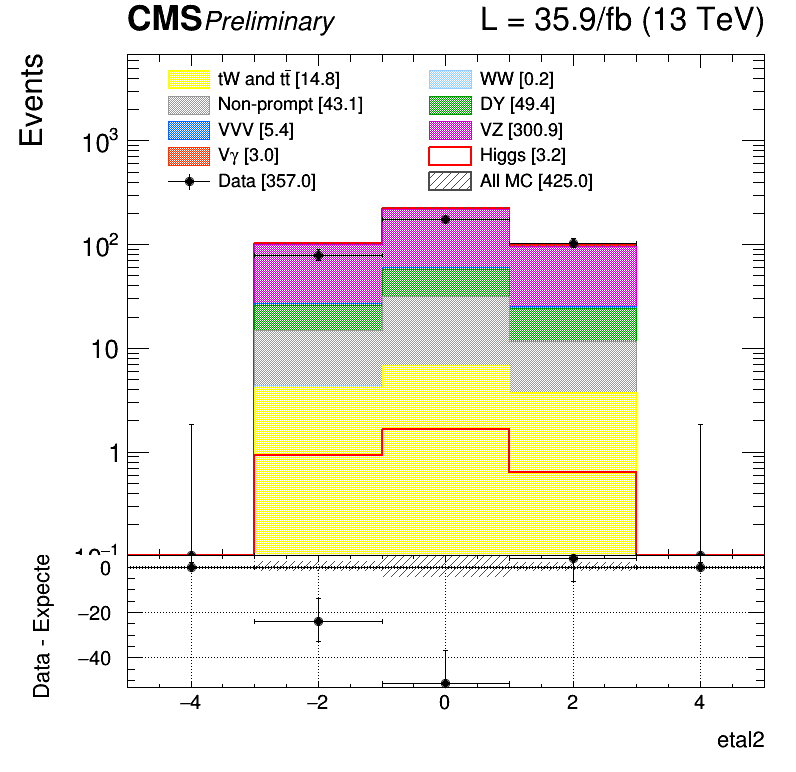 CMS Preliminary L = 35.9/fb (13 TeV)
Events
tW and tt̄ [14.8] WW [0.2]
Non-prompt [43.1] DY [49.4]
VVV [5.4] VZ [300.9]
Vγ [3.0] Higgs [3.2]
Data [357.0] All MC [425.0]
10³
10²
10
1
Data - Expecte
0
−20
−40
−4 −2 0 2 4
etal2